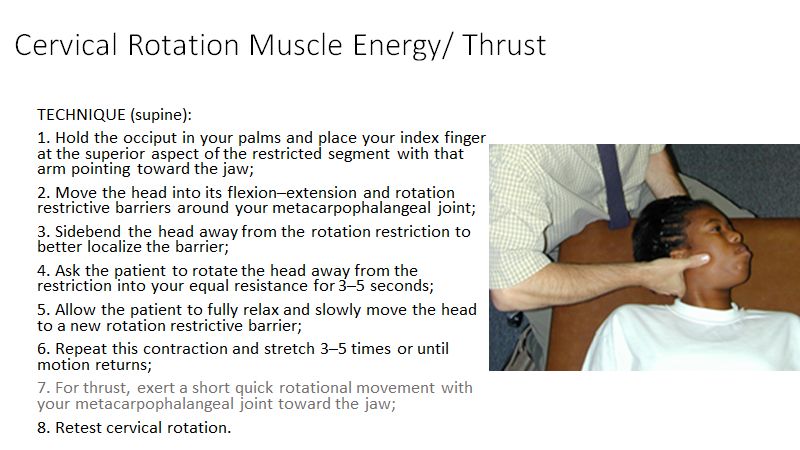 Cervical Rotation Muscle Energy/ Thrust
TECHNIQUE (supine):
1. Hold the occiput in your palms and place your index finger
at the superior aspect of the restricted segment with that
arm pointing toward the jaw;
2. Move the head into its flexion–extension and rotation
restrictive barriers around your metacarpophalangeal joint;
3. Sidebend the head away from the rotation restriction to
better localize the barrier;
4. Ask the patient to rotate the head away from the
restriction into your equal resistance for 3–5 seconds;
5. Allow the patient to fully relax and slowly move the head
to a new rotation restrictive barrier;
6. Repeat this contraction and stretch 3–5 times or until
motion returns;
7. For thrust, exert a short quick rotational movement with
your metacarpophalangeal joint toward the jaw;
8. Retest cervical rotation.